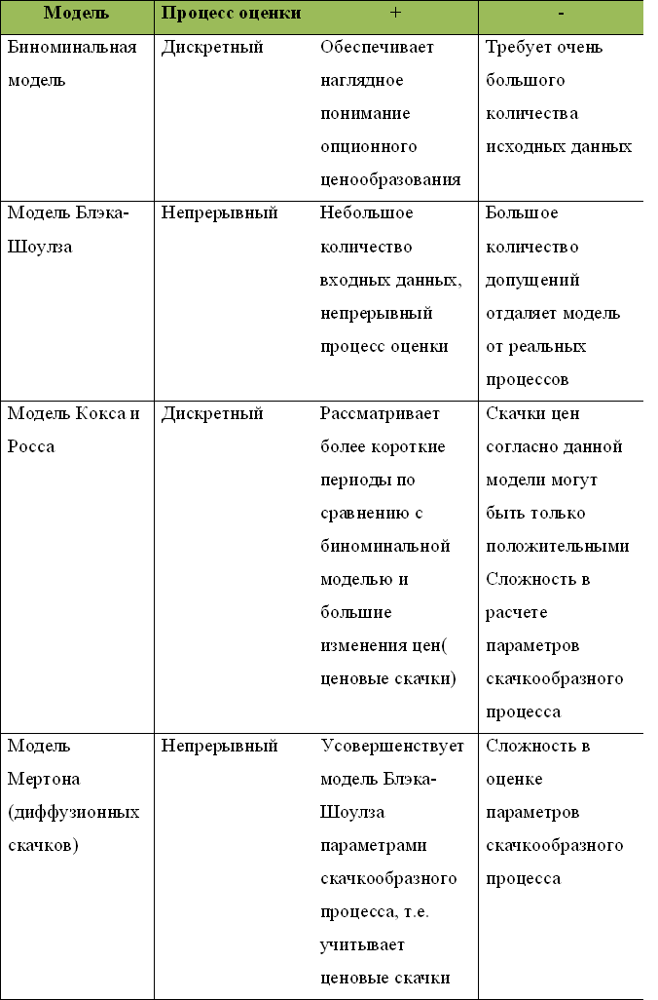 Модель Процесс оценки + -
Биноминальная Дискретный Обеспечивает Требует очень
модель наглядное большого
понимание количества
опционного исходных данных
ценообразования
Модель Блэка- Непрерывный Небольшое Большое
Шоулза количество количество
входных данных, допущений
непрерывный отдаляет модель
процесс оценки от реальных
процессов
Модель Кокса и Дискретный Рассматривает Скачки цен
Росса более короткие согласно данной
периоды по модели могут
сравнению с быть только
биноминальной положительными
моделью и Сложность в
большие расчете
изменения цен( параметров
ценовые скачки) скачкообразного
процесса
Модель Непрерывный Усовершенствует Сложность в
Мертона модель Блэка- оценке
(диффузионных Шоулза параметров
скачков) параметрами скачкообразного
скачкообразного процесса
процесса, т.е.
учитывает
ценовые скачки